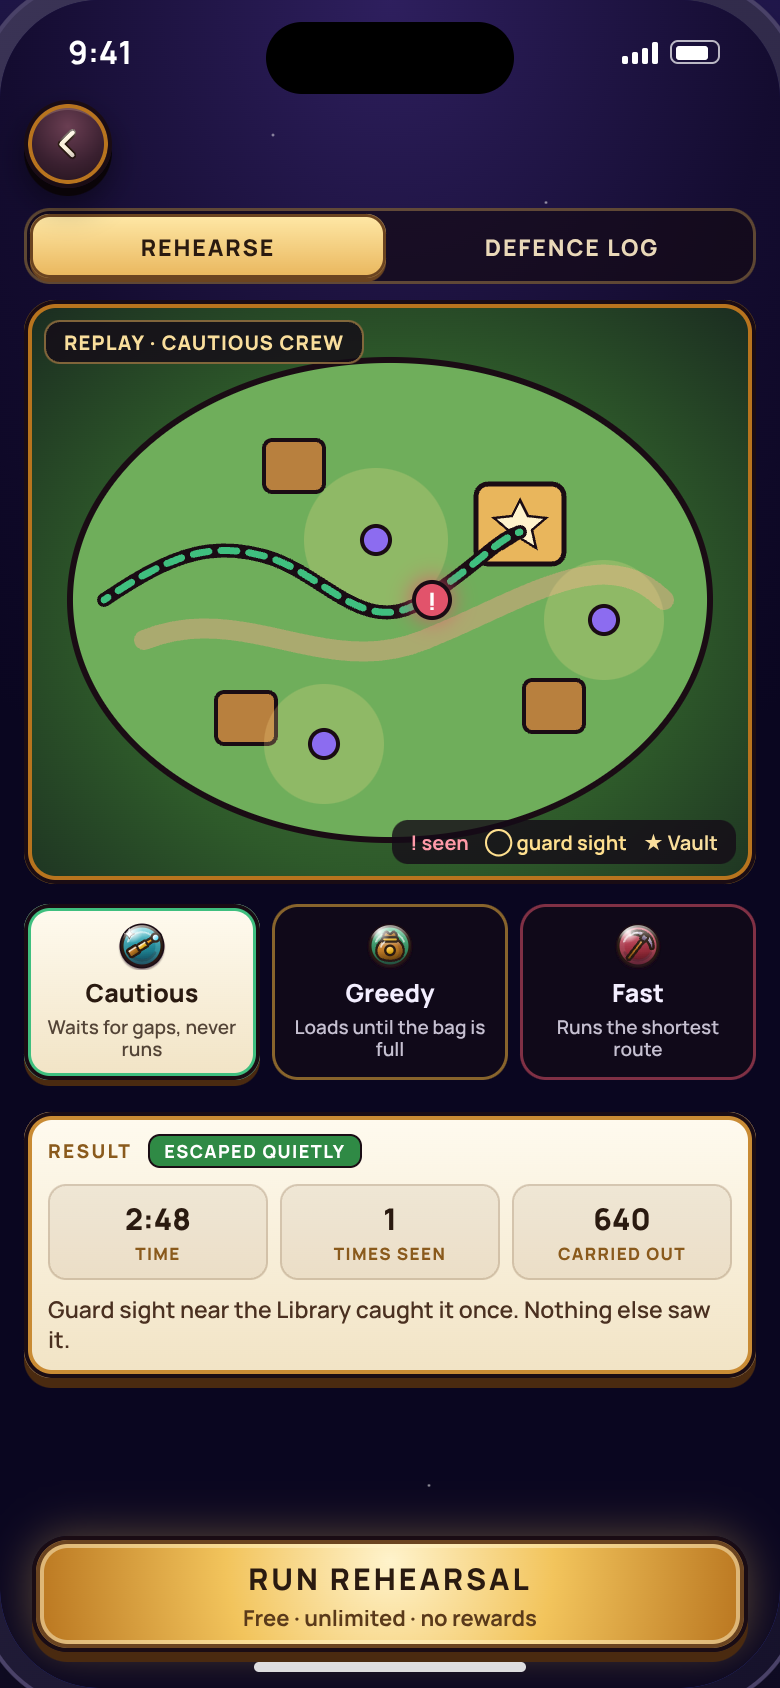 9:41
REHEARSE
DEFENCE LOG
REPLAY · CAUTIOUS CREW
!
! seen guard sight ★ Vault
Cautious
Waits for gaps, never
runs
Greedy
Loads until the bag is
full
Fast
Runs the shortest
route
RESULT
ESCAPED QUIETLY
2:48
TIME
1
TIMES SEEN
640
CARRIED OUT
Guard sight near the Library caught it once. Nothing else saw
it.
RUN REHEARSAL
Free · unlimited · no rewards